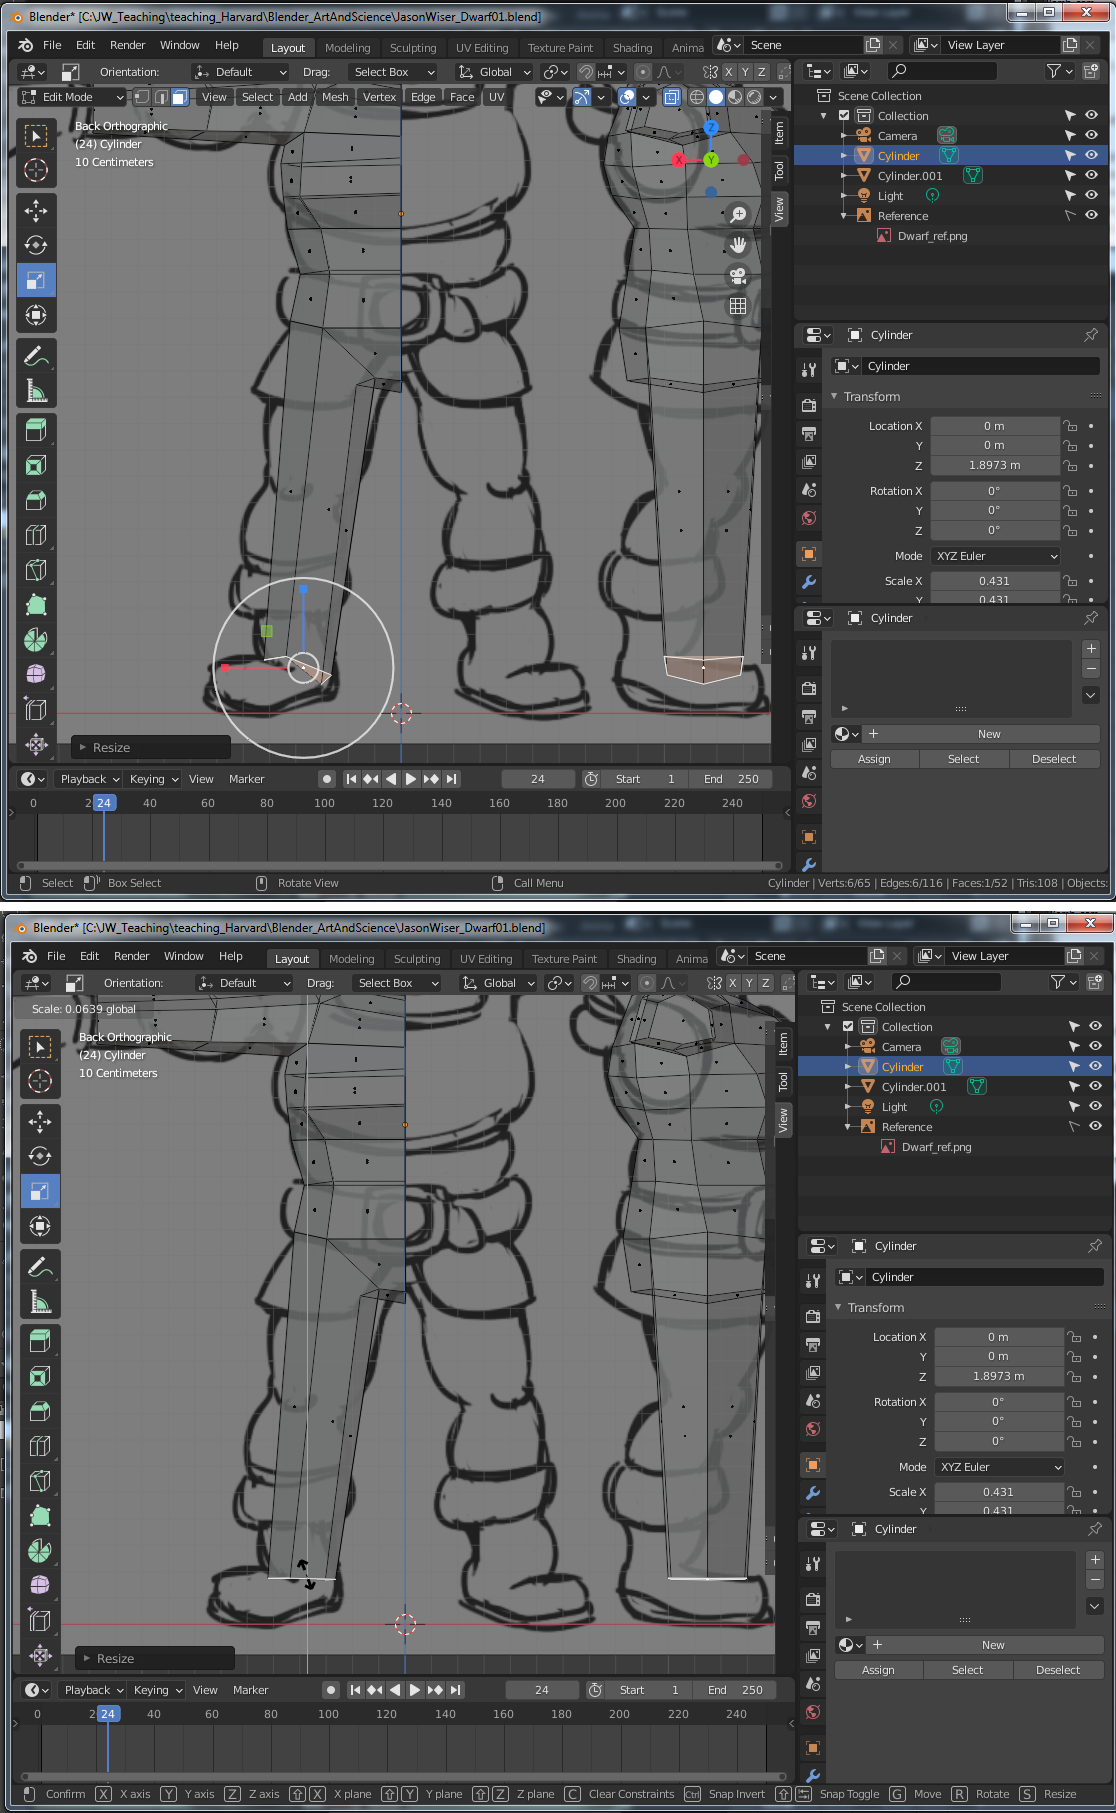 Blender* [C:\JW_Teaching\teaching_Harvard\Blender_ArtAndScience\JasonWiser_Dwarf01.blend]
File Edit Render Window Help Layout Modeling Sculpting UV Editing Texture Paint Shading Anima Scene View Layer
Orientation: Default Drag: Select Box Global X Y Z
Edit Mode View Select Add Mesh Vertex Edge Face UV
Back Orthographic
(24) Cylinder
10 Centimeters
Z
X Y
Item
Tool
View
Resize
Scene Collection
Collection
Camera
Cylinder
Cylinder.001
Light
Reference
Dwarf_ref.png
Cylinder
Cylinder
Transform
Location X 0 m
Y 0 m
Z 1.8973 m
Rotation X 0°
Y 0°
Z 0°
Mode XYZ Euler
Scale X 0.431
Y 0.431
Cylinder
New
Assign Select Deselect
Playback Keying View Marker 24 Start 1 End 250
0 24 40 60 80 100 120 140 160 180 200 220 240
Select Box Select Rotate View Call Menu Cylinder | Verts:6/65 | Edges:6/116 | Faces:1/52 | Tris:108 | Objects:
Blender* [C:\JW_Teaching\teaching_Harvard\Blender_ArtAndScience\JasonWiser_Dwarf01.blend]
File Edit Render Window Help Layout Modeling Sculpting UV Editing Texture Paint Shading Anima Scene View Layer
Orientation: Default Drag: Select Box Global X Y Z
Scale: 0.0639 global
Back Orthographic
(24) Cylinder
10 Centimeters
Item
Tool
View
Resize
Scene Collection
Collection
Camera
Cylinder
Cylinder.001
Light
Reference
Dwarf_ref.png
Cylinder
Cylinder
Transform
Location X 0 m
Y 0 m
Z 1.8973 m
Rotation X 0°
Y 0°
Z 0°
Mode XYZ Euler
Scale X 0.431
Y 0.431
Cylinder
New
Assign Select Deselect
Playback Keying View Marker 24 Start 1 End 250
0 24 40 60 80 100 120 140 160 180 200 220 240
Confirm X X axis Y Y axis Z Z axis X X plane Y Y plane Z Z plane C Clear Constraints Ctrl Snap Invert Snap Toggle G Move R Rotate S Resize